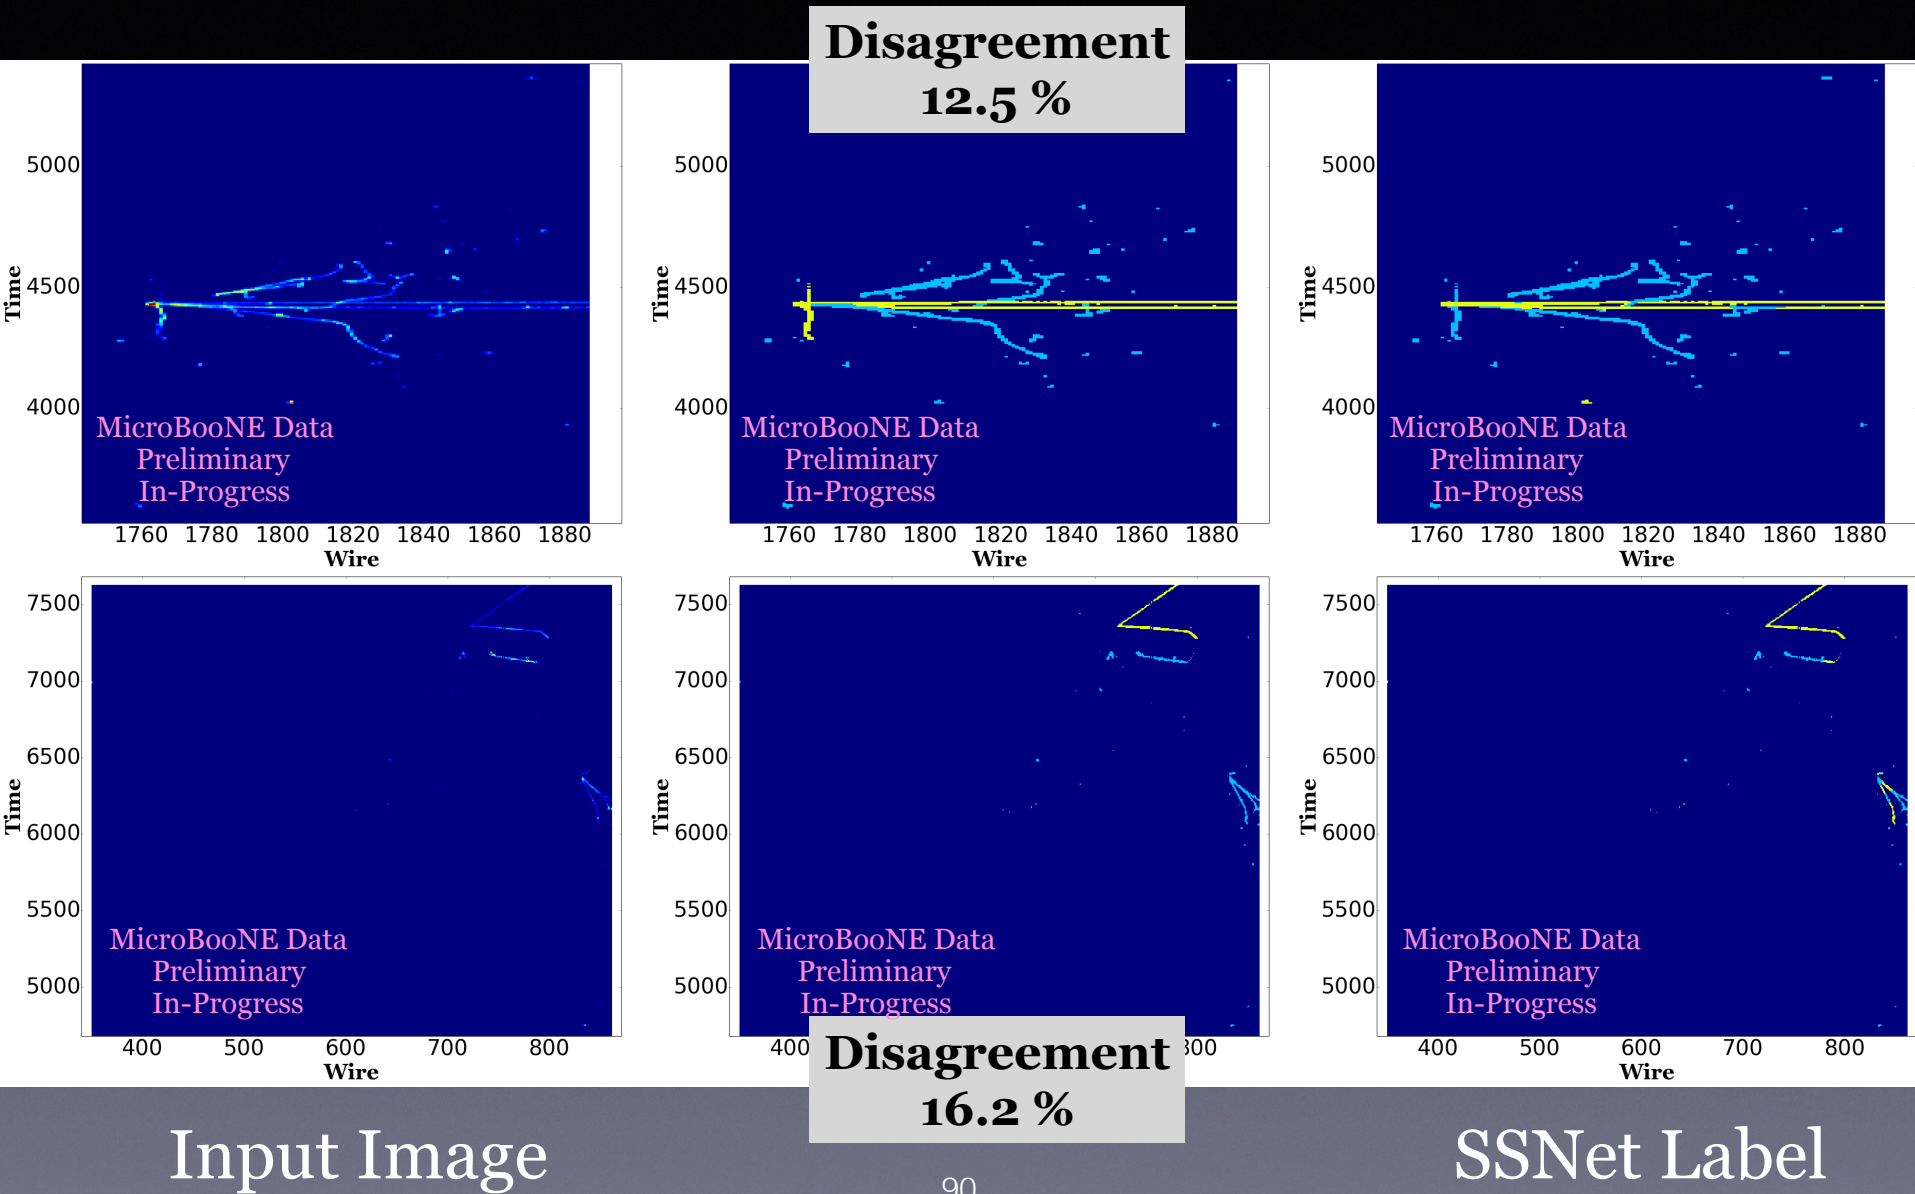 Disagreement
12.5 %
5000
4500
4000
Time
MicroBooNE Data
Preliminary
In-Progress
1760 1780 1800 1820 1840 1860 1880
Wire
5000
4500
4000
Time
MicroBooNE Data
Preliminary
In-Progress
1760 1780 1800 1820 1840 1860 1880
Wire
5000
4500
4000
Time
MicroBooNE Data
Preliminary
In-Progress
1760 1780 1800 1820 1840 1860 1880
Wire
7500
7000
6500
6000
5500
5000
Time
MicroBooNE Data
Preliminary
In-Progress
400 500 600 700 800
Wire
7500
7000
6500
6000
5500
5000
Time
MicroBooNE Data
Preliminary
In-Progress
400
Disagreement
16.2 %
7500
7000
6500
6000
5500
5000
Time
MicroBooNE Data
Preliminary
In-Progress
400 500 600 700 800
Wire
Input Image
90
SSNet Label